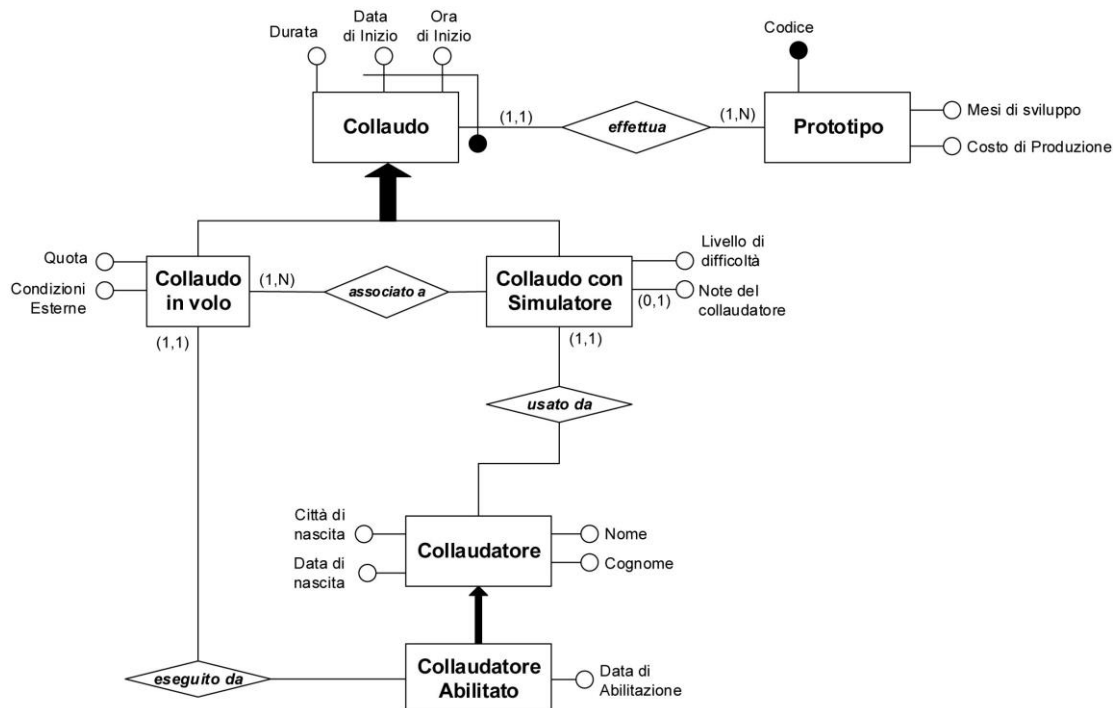 Durata
Data
di Inizio
Ora
di Inizio
Codice
Collaudo
(1,1)
effettua
(1,N)
Prototipo
Mesi di sviluppo
Costo di Produzione
Quota
Condizioni
Esterne
Collaudo
in volo
(1,N)
associato a
Collaudo con
Simulatore
Livello di
difficoltà
(0,1)
Note del
collaudatore
(1,1)
(1,1)
usato da
Città di
nascita
Data di
nascita
Collaudatore
Nome
Cognome
eseguito da
Collaudatore
Abilitato
Data di
Abilitazione